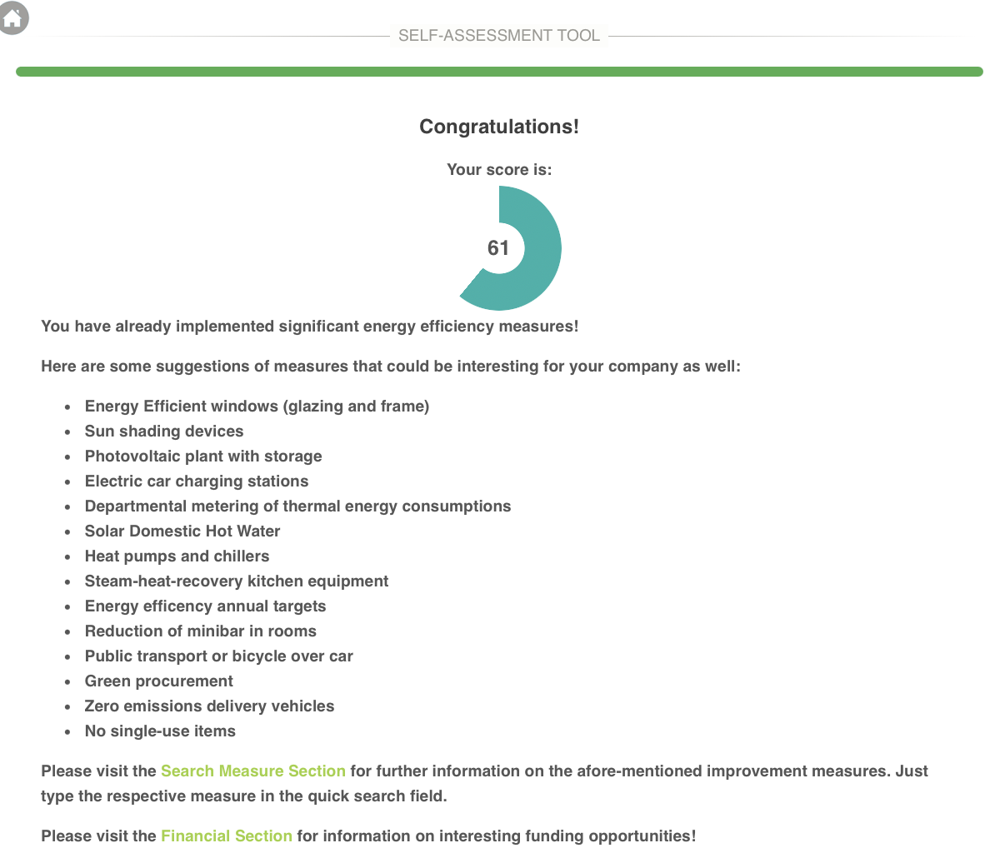 SELF-ASSESSMENT TOOL
Congratulations!
Your score is:
61
You have already implemented significant energy efficiency measures!
Here are some suggestions of measures that could be interesting for your company as well:
Energy Efficient windows (glazing and frame)
Sun shading devices
Photovoltaic plant with storage
Electric car charging stations
Departmental metering of thermal energy consumptions
Solar Domestic Hot Water
Heat pumps and chillers
Steam-heat-recovery kitchen equipment
Energy efficency annual targets
Reduction of minibar in rooms
Public transport or bicycle over car
Green procurement
Zero emissions delivery vehicles
No single-use items
Please visit the Search Measure Section for further information on the afore-mentioned improvement measures. Just
type the respective measure in the quick search field.
Please visit the Financial Section for information on interesting funding opportunities!